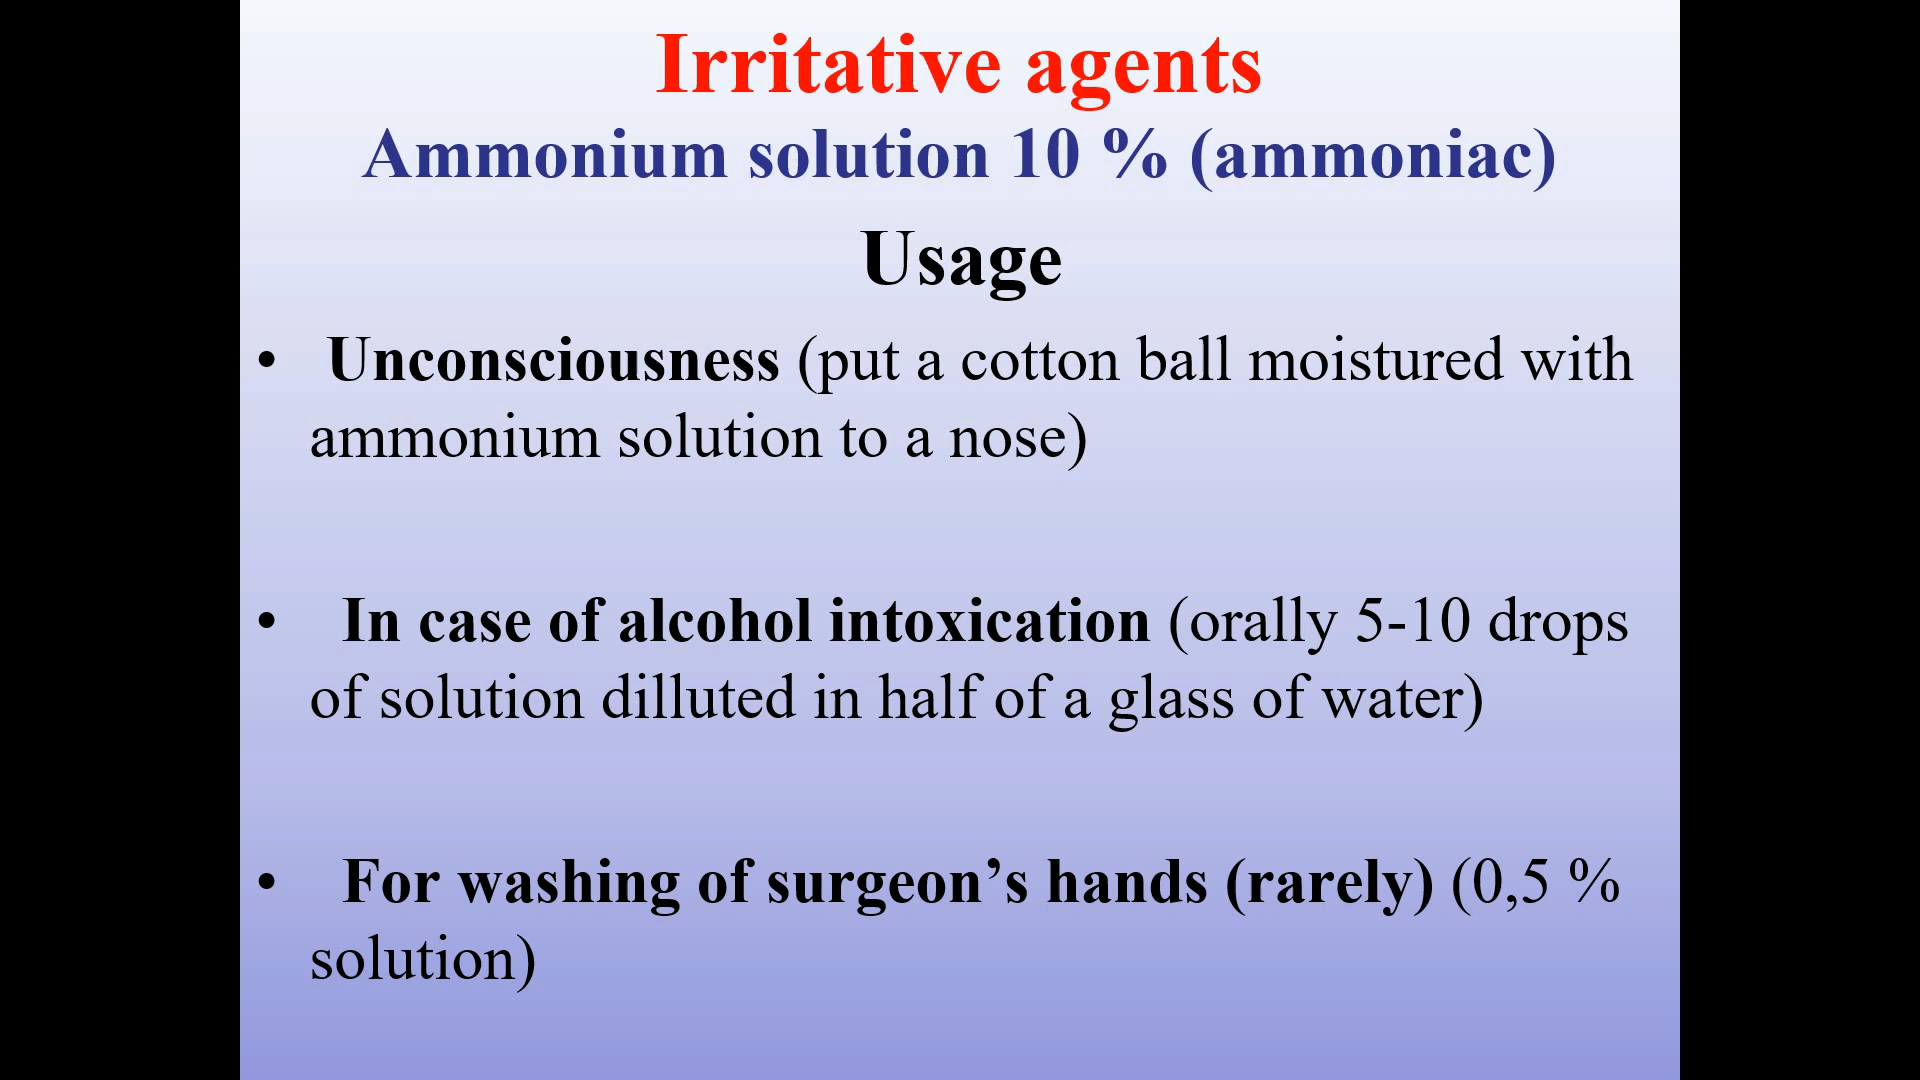 Irritative agents
Ammonium solution 10 % (ammoniac)
Usage
• Unconsciousness (put a cotton ball moistured with
ammonium solution to a nose)
• In case of alcohol intoxication (orally 5-10 drops
of solution dilluted in half of a glass of water)
• For washing of surgeon’s hands (rarely) (0,5 %
solution)